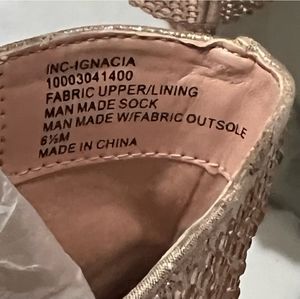 INC-IGNACIA
10003041400
FABRIC UPPER/LINING
MAN MADE SOCK
MAN MADE W/FABRIC OUTSOLE
6½M
MADE IN CHINA